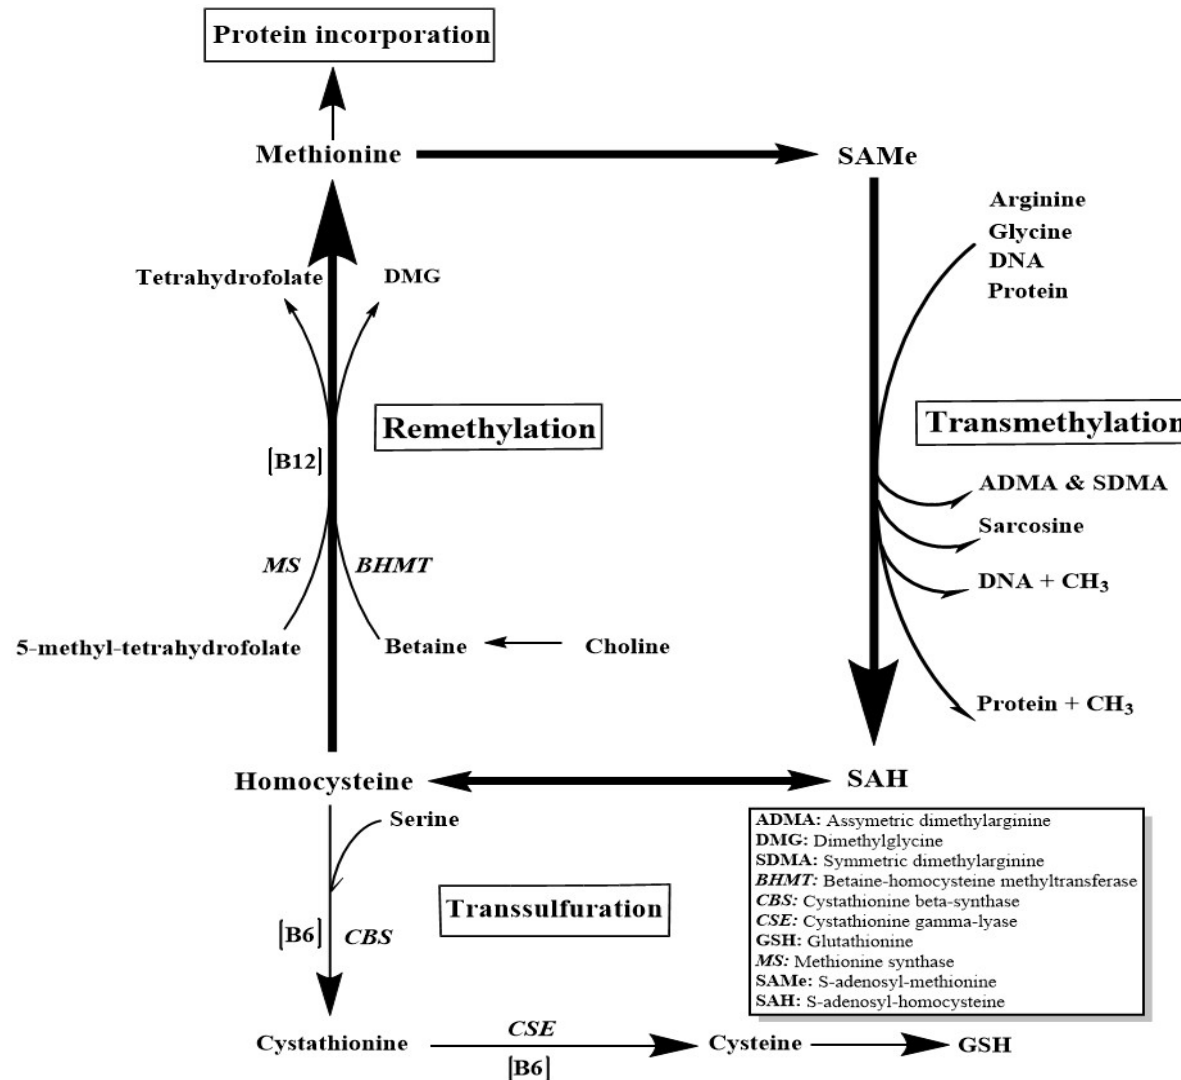 Protein incorporation
Methionine
SAMe
Arginine
Glycine
DNA
Protein
Tetrahydrofolate
DMG
Remethylation
Transmethylation
[B12]
ADMA & SDMA
Sarcosine
MS
BHMT
DNA + CH₃
5-methyl-tetrahydrofolate
Betaine
Choline
Protein + CH₃
Homocysteine
SAH
Serine
Transsulfuration
[B6]
CBS
Cystathionine
CSE
[B6]
Cysteine
GSH
ADMA: Assymetric dimethylarginine
DMG: Dimethylglycine
SDMA: Symmetric dimethylarginine
BHMT: Betaine-homocysteine methyltransferase
CBS: Cystathionine beta-synthase
CSE: Cystathionine gamma-lyase
GSH: Glutathionine
MS: Methionine synthase
SAMe: S-adenosyl-methionine
SAH: S-adenosyl-homocysteine